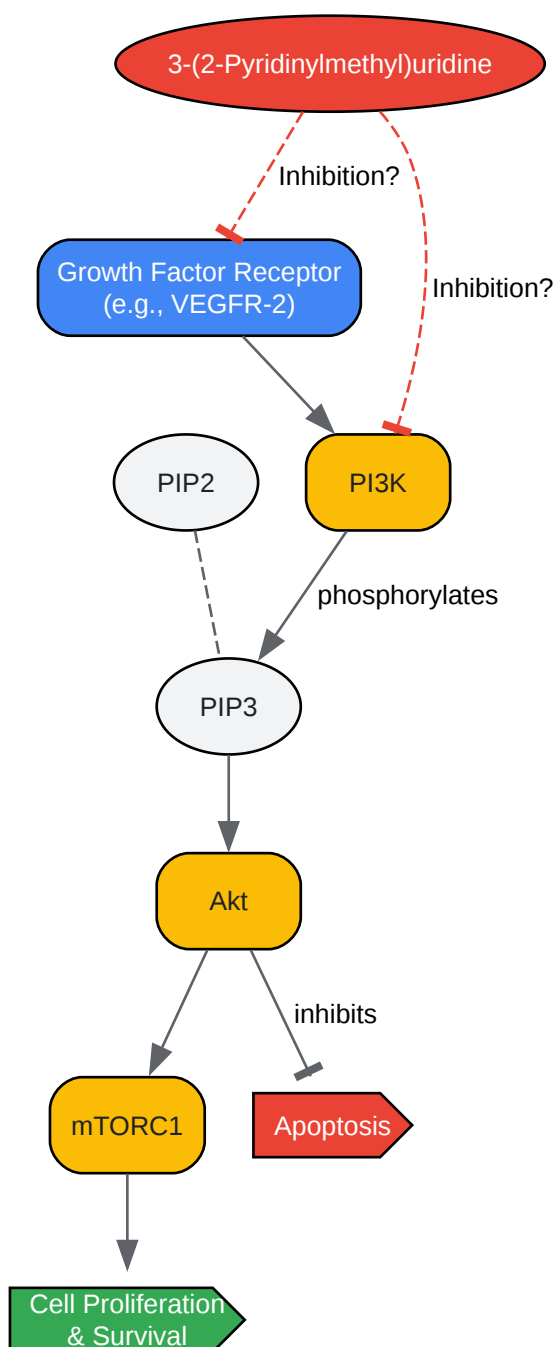 3-(2-Pyridinylmethyl)uridine
Inhibition?
Growth Factor Receptor
(e.g., VEGFR-2)
Inhibition?
PIP2
PI3K
phosphorylates
PIP3
Akt
inhibits
mTORC1
Apoptosis
Cell Proliferation
& Survival